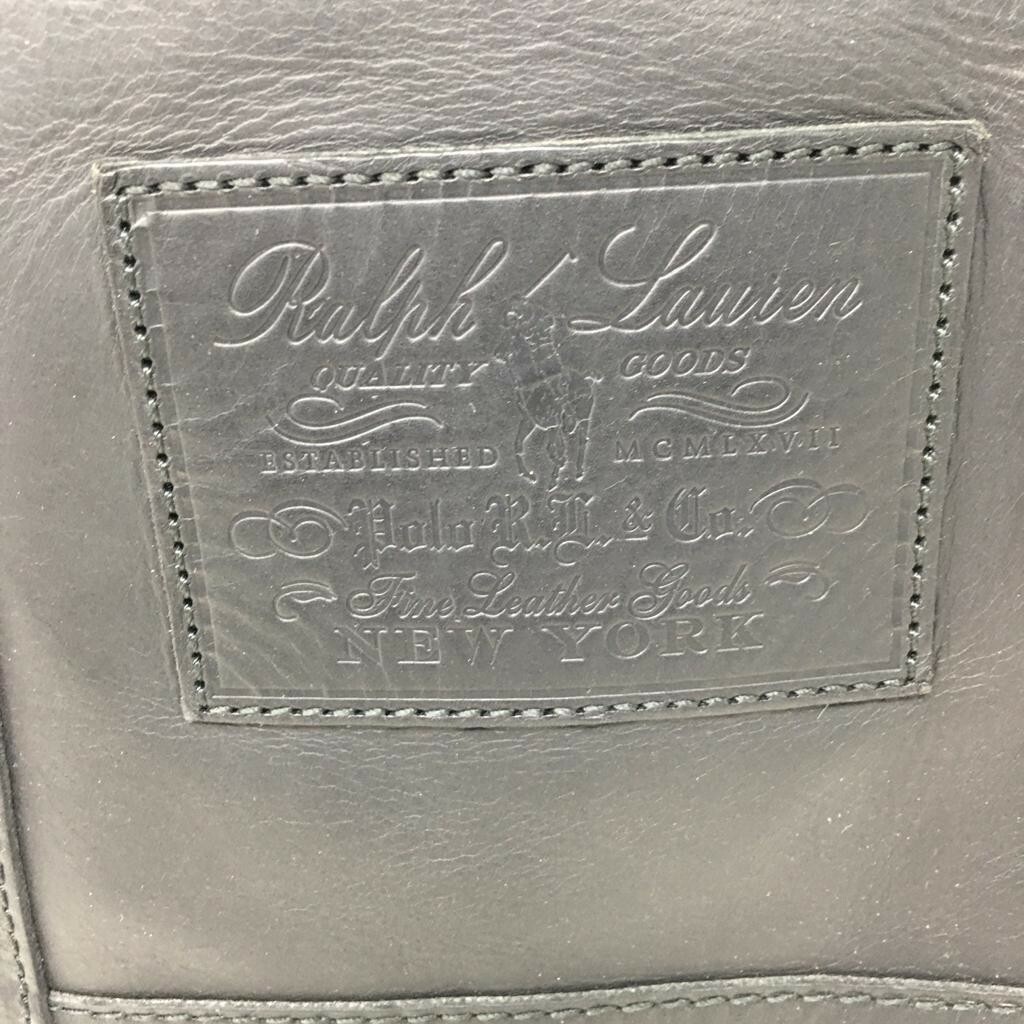 Ralph Lauren
QUALITY GOODS
ESTABLISHED MCMLXVII
Polo R.L. & Co.
Fine Leather Goods
NEW YORK